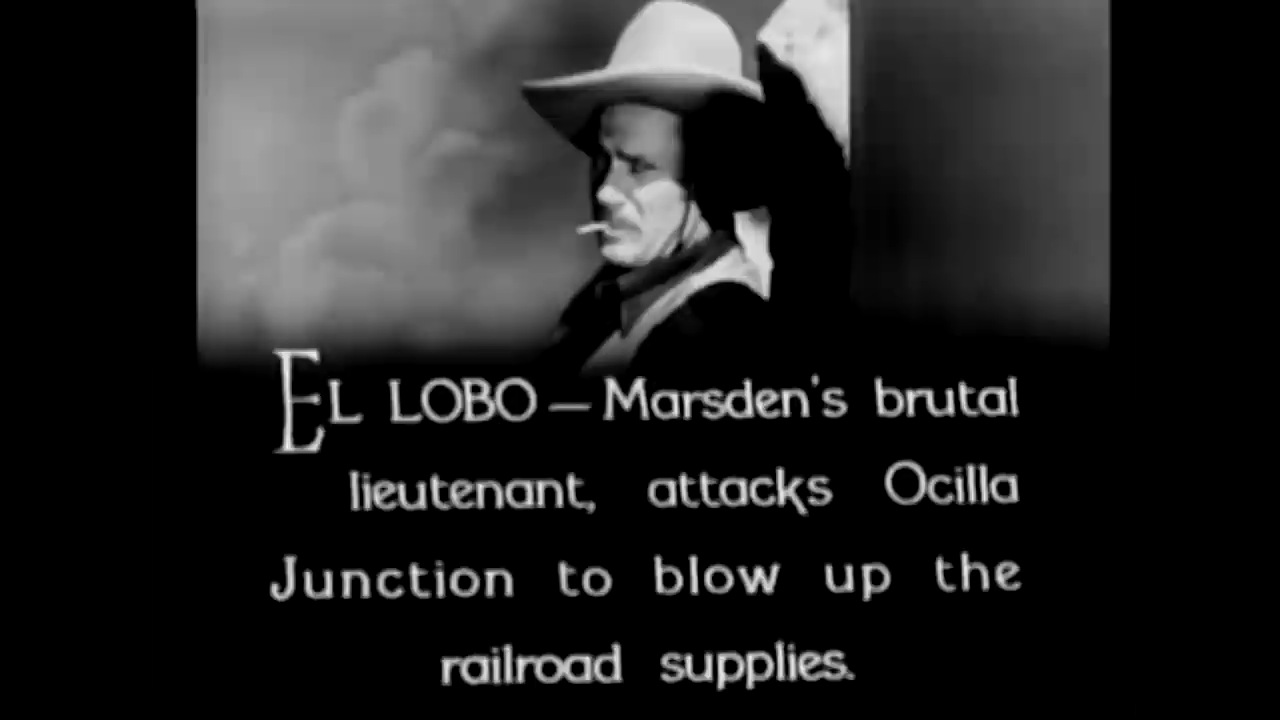 EL LOBO — Marsden's brutal
lieutenant, attacks Ocilla
Junction to blow up the
railroad supplies.